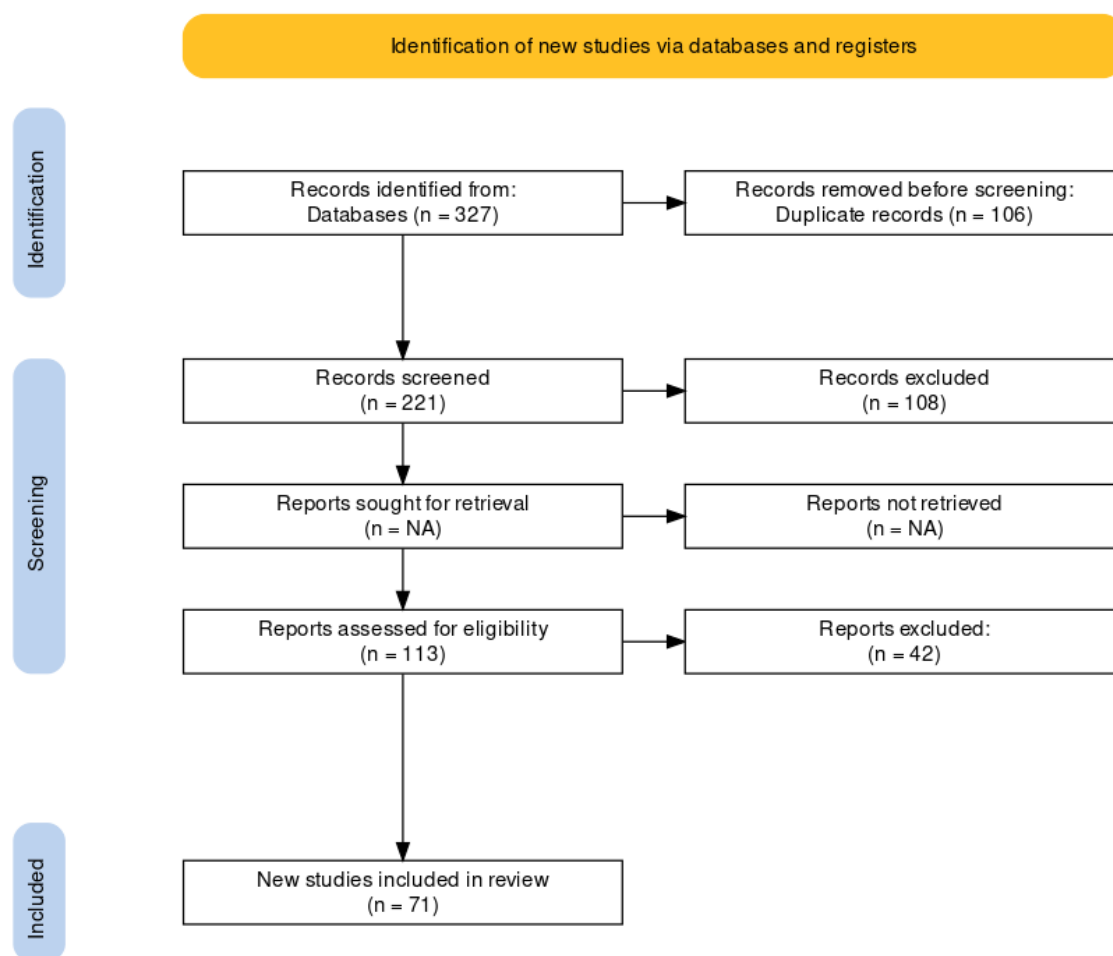 Identification of new studies via databases and registers
Identification
Records identified from:
Databases (n = 327)
Records removed before screening:
Duplicate records (n = 106)
Screening
Records screened
(n = 221)
Records excluded
(n = 108)
Reports sought for retrieval
(n = NA)
Reports not retrieved
(n = NA)
Reports assessed for eligibility
(n = 113)
Reports excluded:
(n = 42)
Included
New studies included in review
(n = 71)